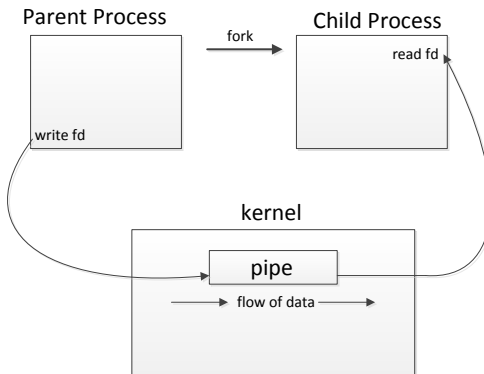 Parent Process
fork
Child Process
read fd
write fd
kernel
pipe
flow of data